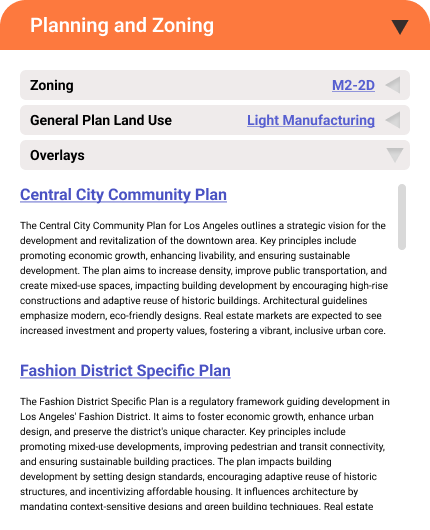 Planning and Zoning
Zoning M2-2D
General Plan Land Use Light Manufacturing
Overlays
Central City Community Plan
The Central City Community Plan for Los Angeles outlines a strategic vision for the
development and revitalization of the downtown area. Key principles include
promoting economic growth, enhancing livability, and ensuring sustainable
development. The plan aims to increase density, improve public transportation, and
create mixed-use spaces, impacting building development by encouraging high-rise
constructions and adaptive reuse of historic buildings. Architectural guidelines
emphasize modern, eco-friendly designs. Real estate markets are expected to see
increased investment and property values, fostering a vibrant, inclusive urban core.
Fashion District Specific Plan
The Fashion District Specific Plan is a regulatory framework guiding development in
Los Angeles' Fashion District. It aims to foster economic growth, enhance urban
design, and preserve the district's unique character. Key principles include
promoting mixed-use developments, improving pedestrian and transit connectivity,
and ensuring sustainable building practices. The plan impacts building
development by setting design standards, encouraging adaptive reuse of historic
structures, and incentivizing affordable housing. It influences architecture by
mandating context-sensitive designs and green building techniques. Real estate